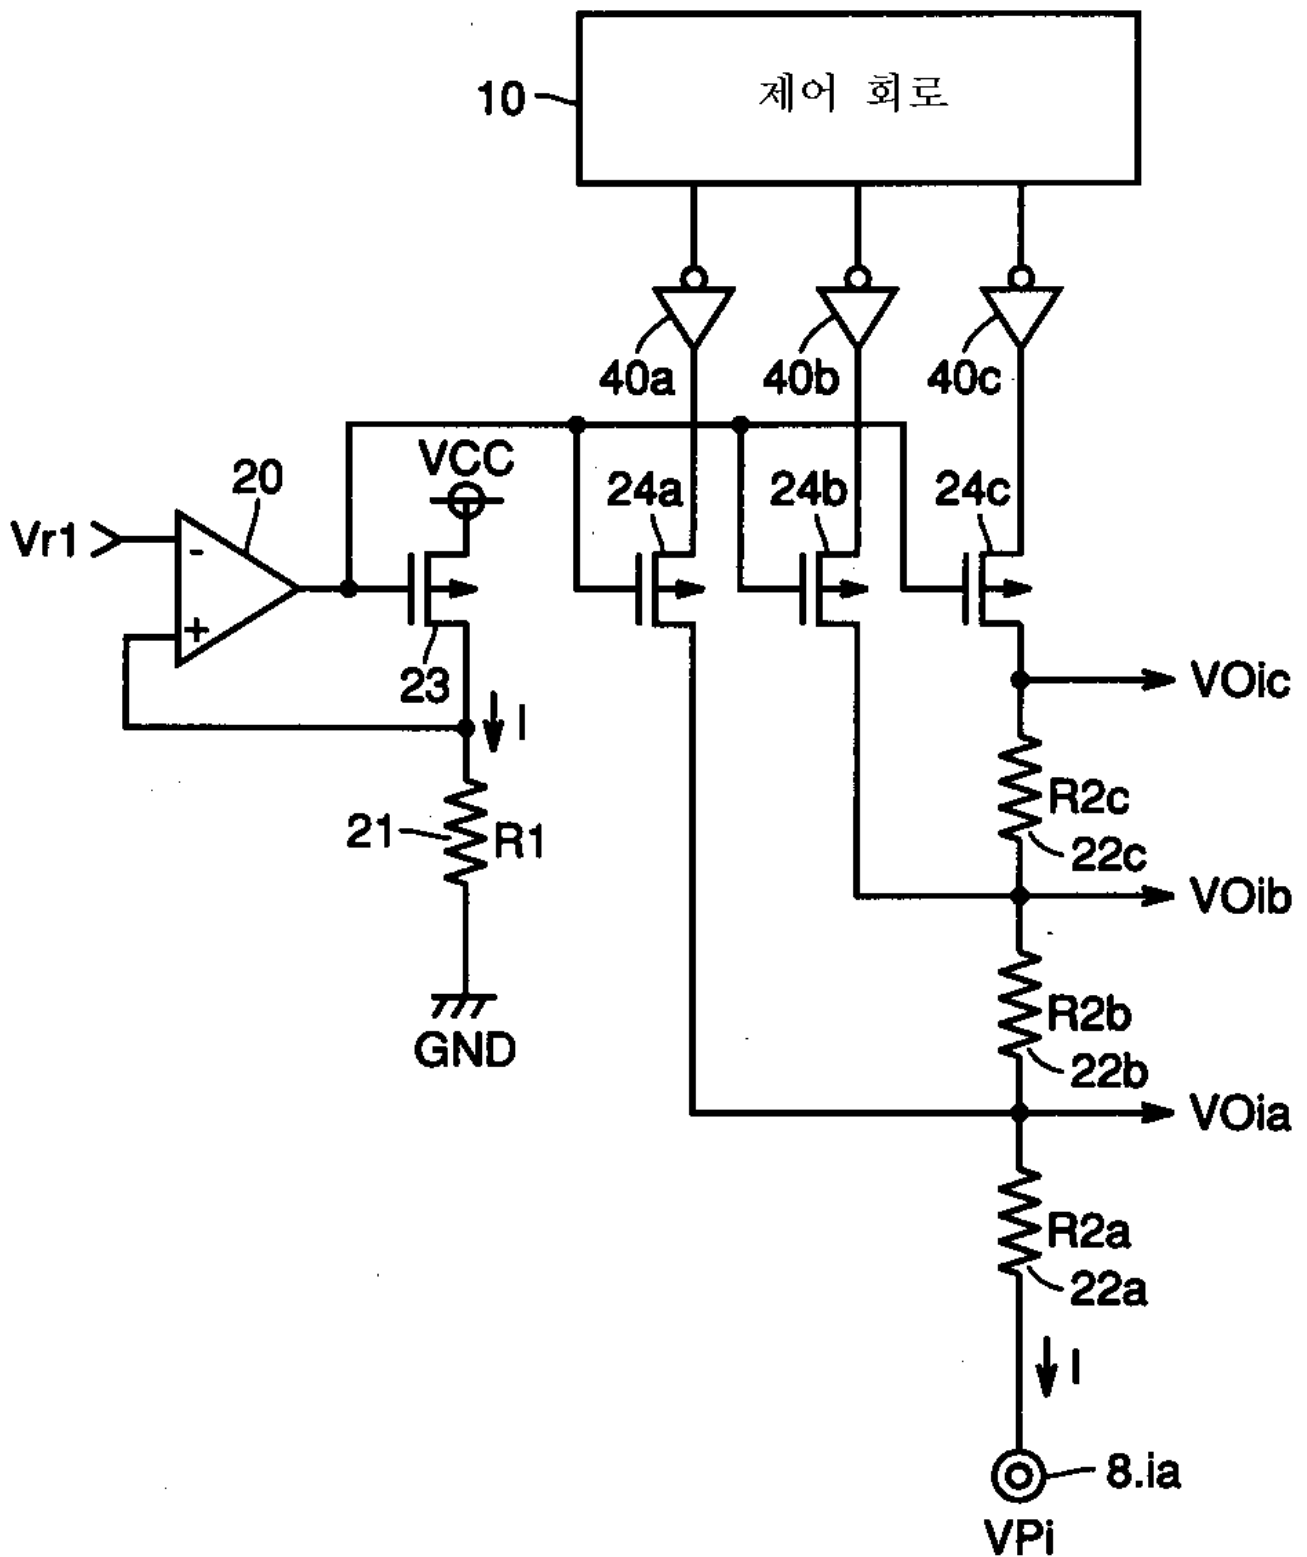 10
제어 회로
40a
40b
40c
VCC
20
24a
24b
24c
Vr1
-
+
23
VOic
I
R2c
21
R1
22c
VOib
R2b
GND
22b
VOia
R2a
22a
I
8.ia
VPi